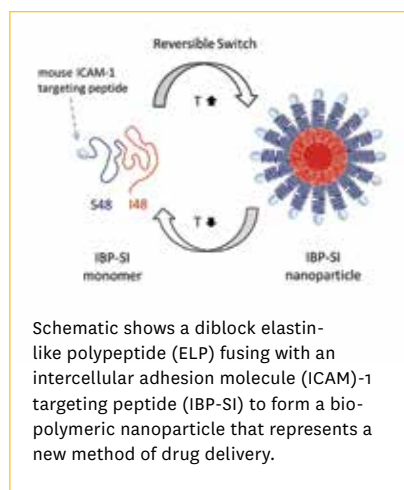 Reversible Switch
mouse ICAM-1
targeting peptide
T
S48 I48
T
IBP-SI
monomer
IBP-SI
nanoparticle
Schematic shows a diblock elastin-
like polypeptide (ELP) fusing with an
intercellular adhesion molecule (ICAM)-1
targeting peptide (IBP-SI) to form a bio-
polymeric nanoparticle that represents a
new method of drug delivery.